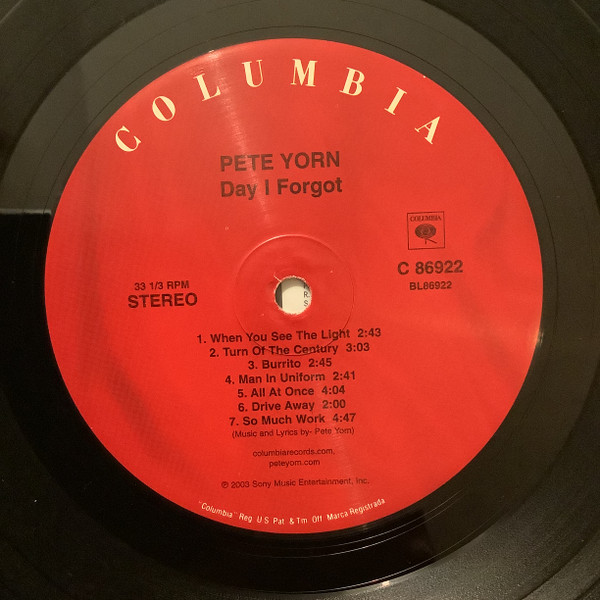 COLUMBIA
PETE YORN
Day I Forgot
COLUMBIA
33 1/3 RPM
STEREO
C 86922
BL86922
1. When You See The Light 2:43
2. Turn Of The Century 3:03
3. Burrito 2:45
4. Man In Uniform 2:41
5. All At Once 4:04
6. Drive Away 2:00
7. So Much Work 4:47
(Music and Lyrics by- Pete Yorn)
columbiarecords.com,
peteyorn.com
℗ 2003 Sony Music Entertainment, Inc.
"Columbia" Reg U S Pat & Tm Off Marca Registrada